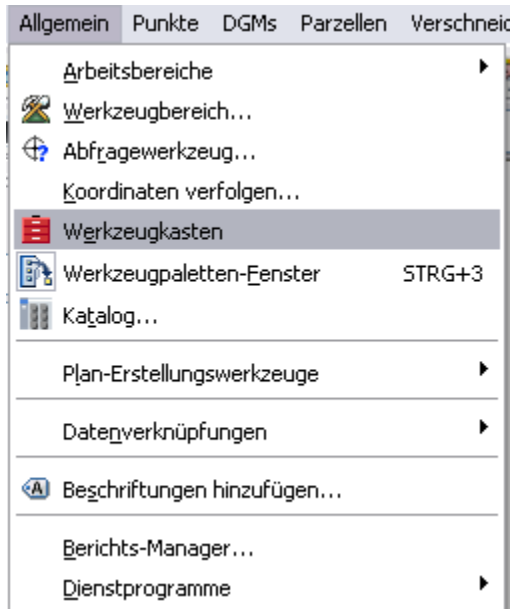 Allgemein Punkte DGMs Parzellen Verschneid
Arbeitsbereiche
Werkzeugbereich...
Abfragewerkzeug...
Koordinaten verfolgen...
Werkzeugkasten
Werkzeugpaletten-Fenster STRG+3
Katalog...
Plan-Erstellungswerkzeuge
Datenverknüpfungen
A Beschriftungen hinzufügen...
Berichts-Manager...
Dienstprogramme